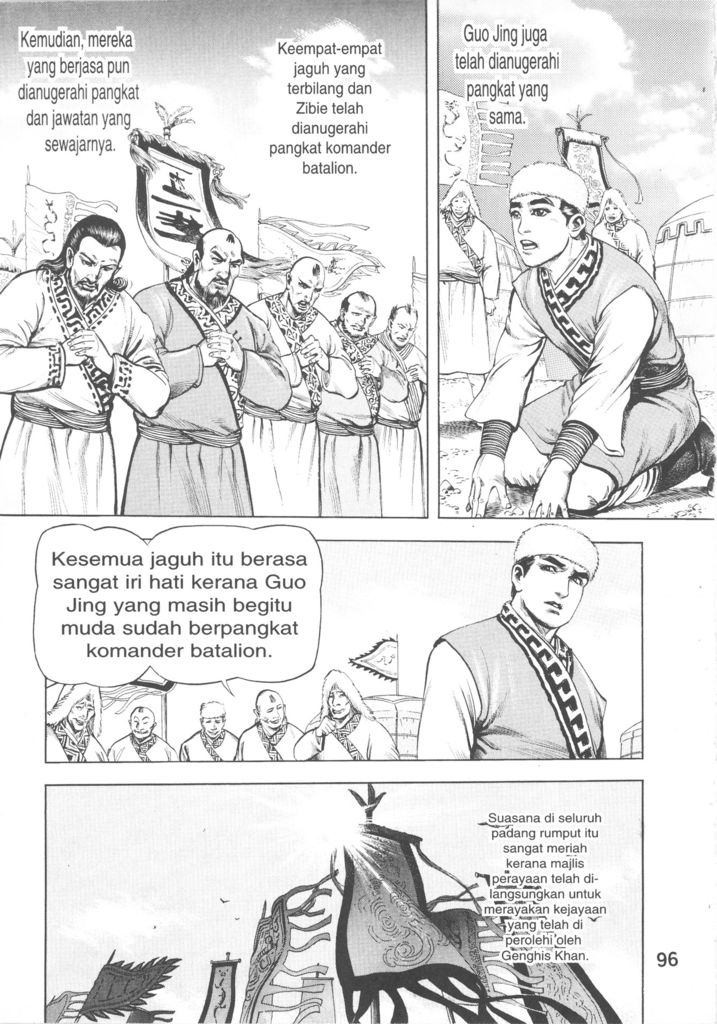 Kemudian, mereka
yang berjasa pun
dianugerahi pangkat
dan jawatan yang
sewajarnya.
Keempat-empat
jaguh yang
terbilang dan
Zibie telah
dianugerahi
pangkat komander
batalion.
Guo Jing juga
telah dianugerahi
pangkat yang
sama.
Kesemua jaguh itu berasa
sangat iri hati kerana Guo
Jing yang masih begitu
muda sudah berpangkat
komander batalion.
Suasana di seluruh
padang rumput itu
sangat meriah
kerana majlis
perayaan telah di-
langsungkan untuk
merayakan kejayaan
yang telah di
perolehi oleh
Genghis Khan.
96